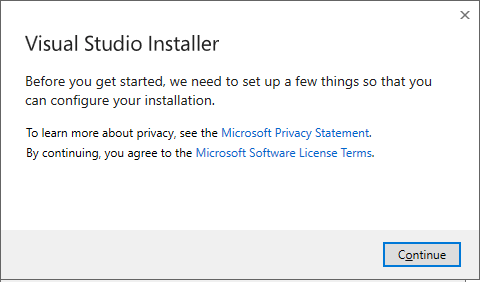 Visual Studio Installer
Before you get started, we need to set up a few things so that you
can configure your installation.
To learn more about privacy, see the Microsoft Privacy Statement.
By continuing, you agree to the Microsoft Software License Terms.
Continue